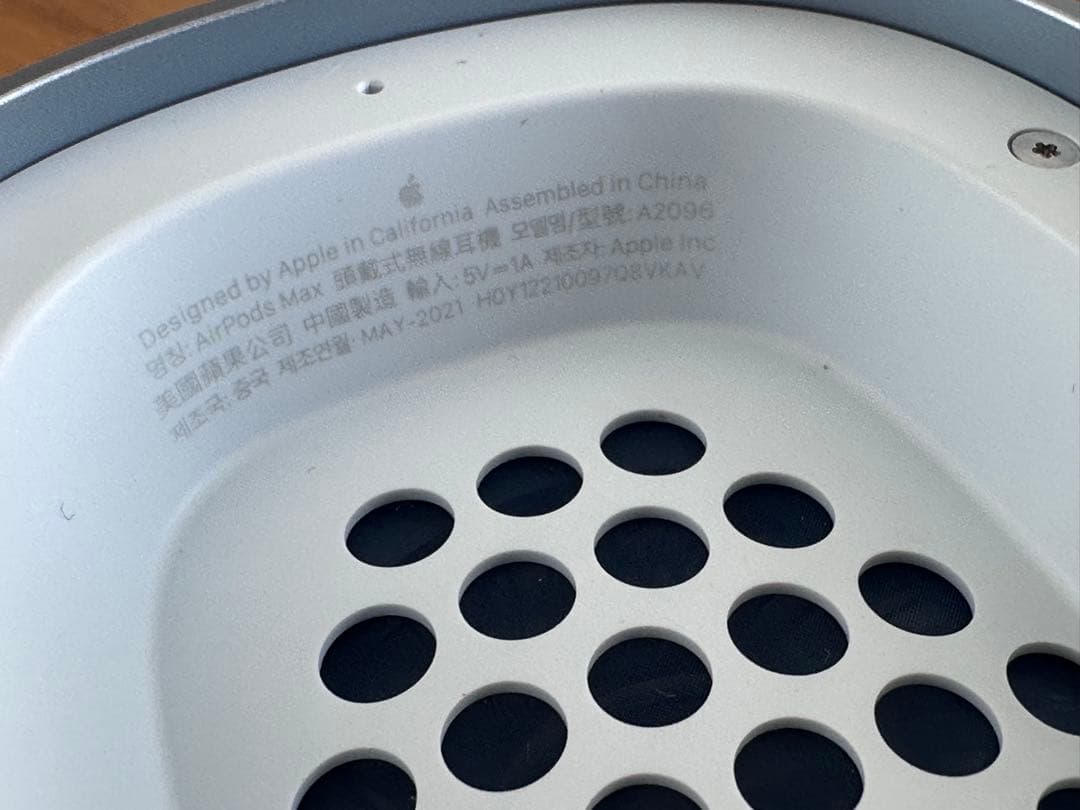 Designed by Apple in California Assembled in China
명칭: AirPods Max 頭戴式無線耳機 모델명/型號: A2096
美國蘋果公司 中國製造 輸入: 5V⎓1A 제조자: Apple Inc
제조국: 중국 제조연월: MAY-2021 H0Y12210097Q8VKAV